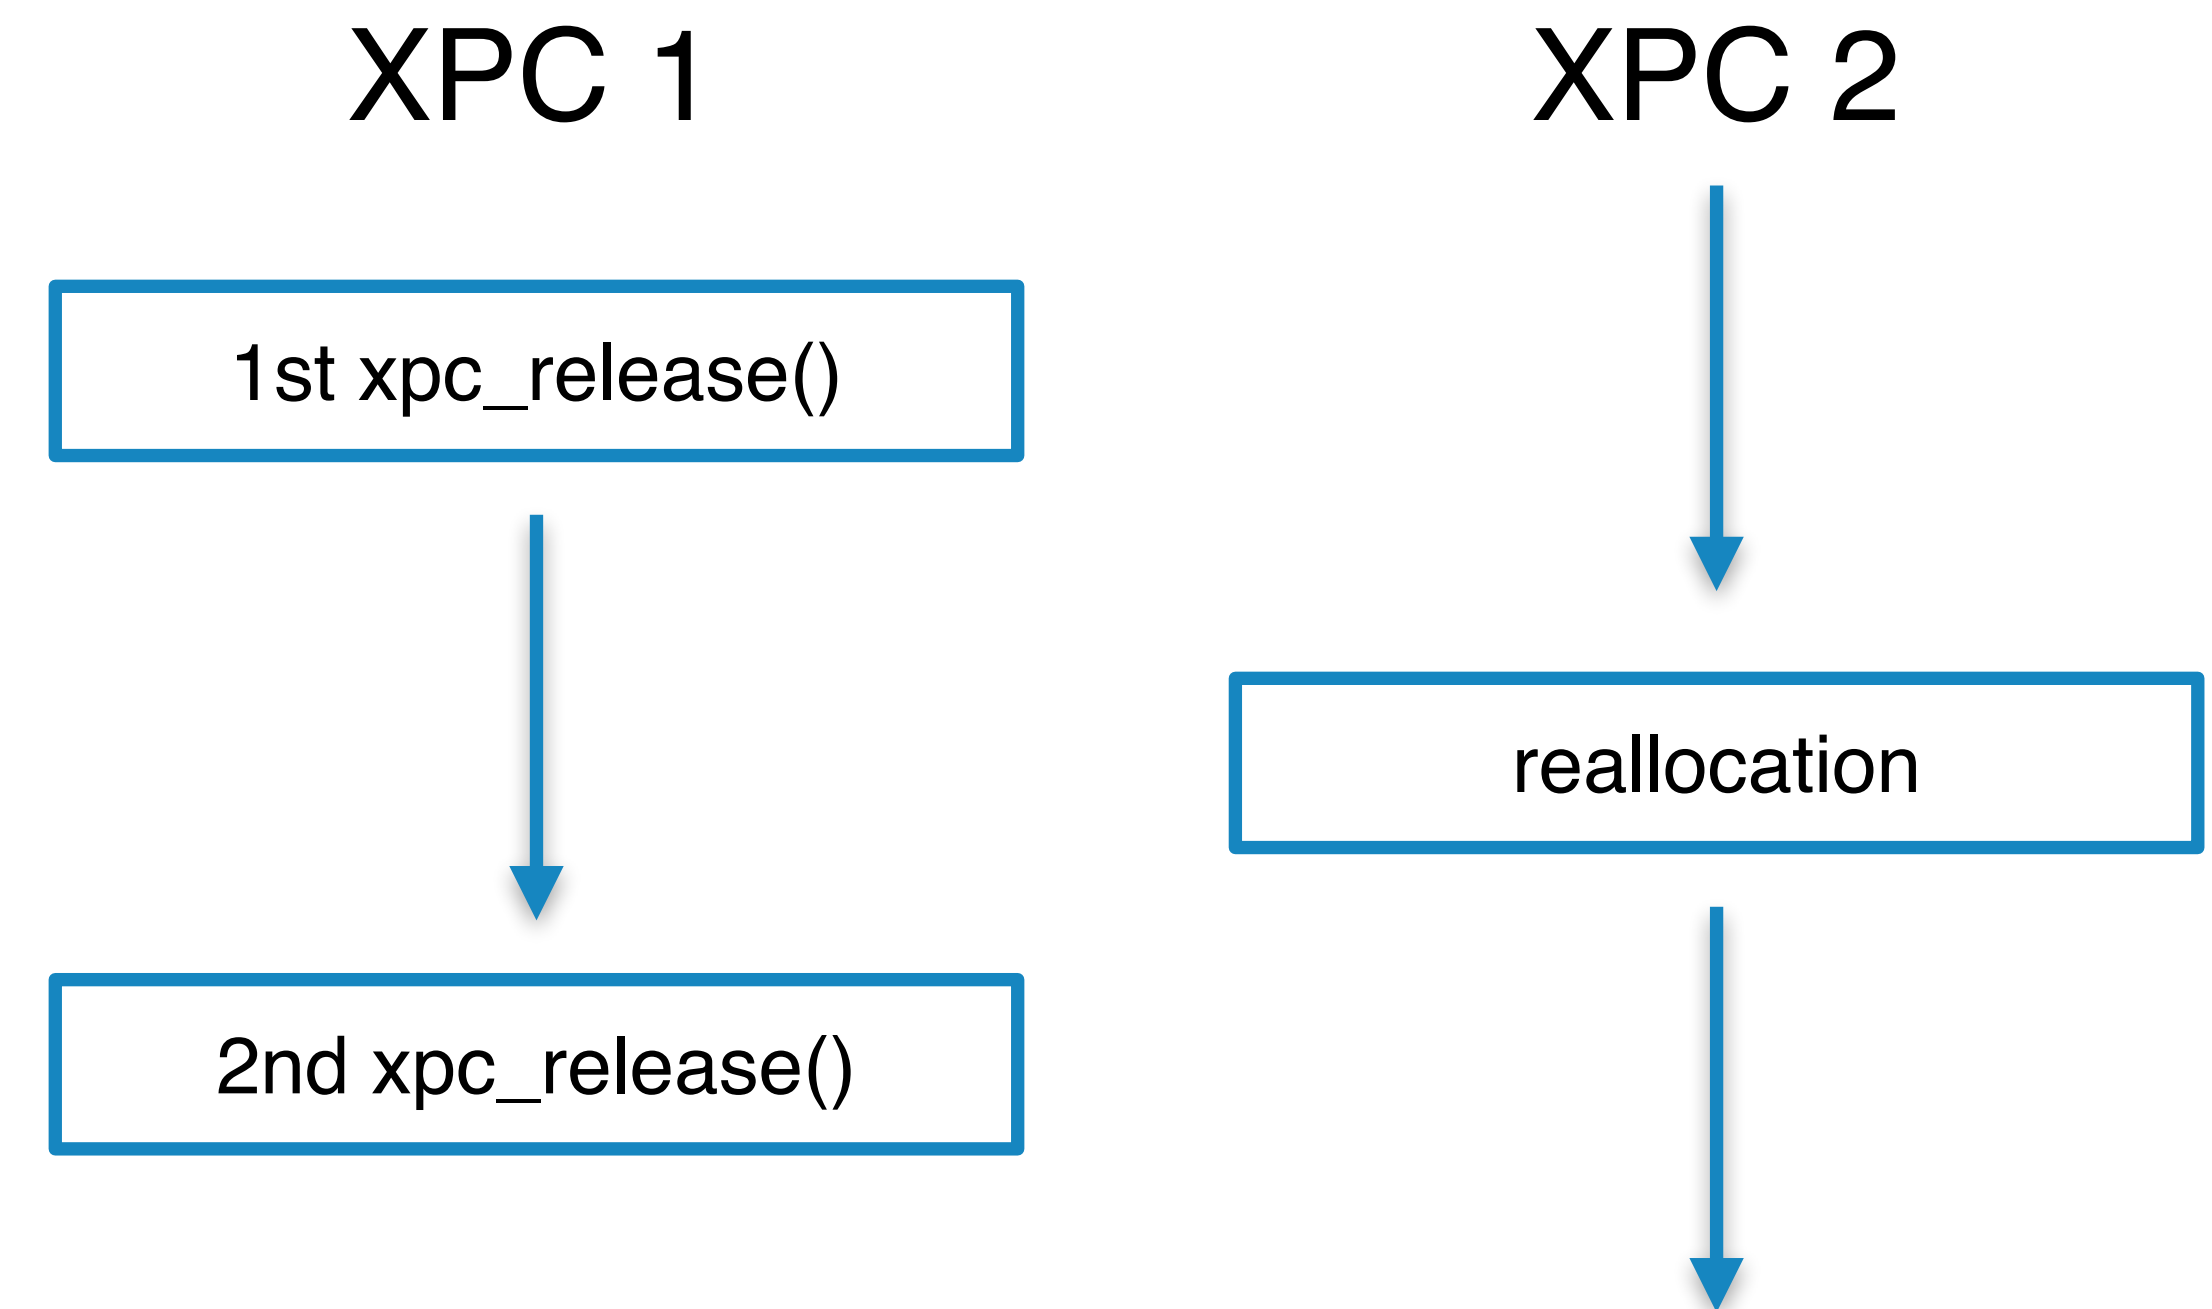 XPC 1
XPC 2
1st xpc_release()
reallocation
2nd xpc_release()